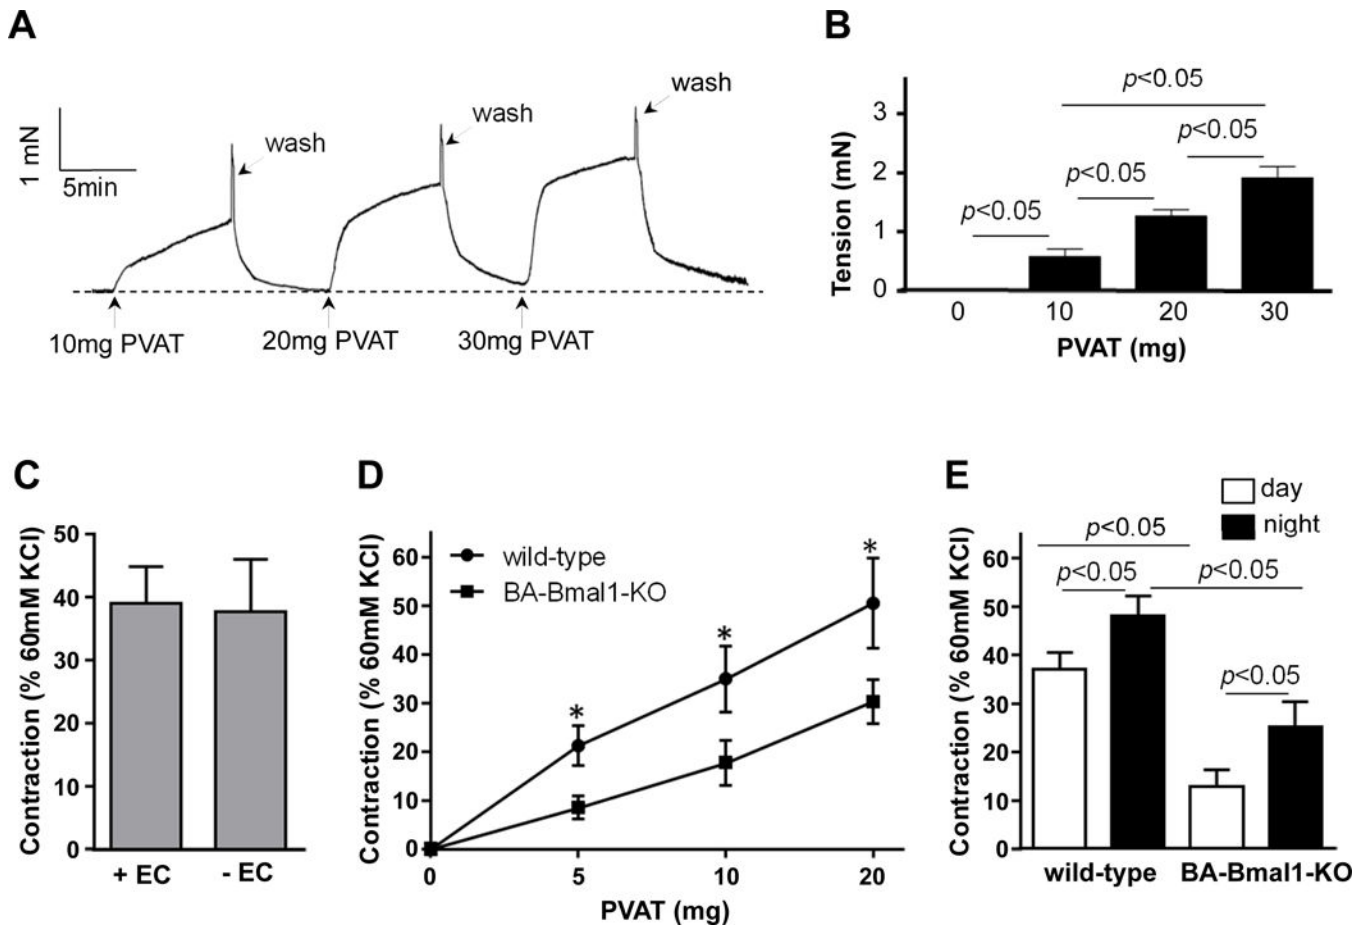 A
1 mN
5min
wash
wash
wash
10mg PVAT
20mg PVAT
30mg PVAT
B
Tension (mN)
3
2
1
0
p<0.05
p<0.05
p<0.05
p<0.05
0 10 20 30
PVAT (mg)
C
Contraction (% 60mM KCl)
50
40
30
20
10
0
+ EC - EC
D
Contraction (% 60mM KCl)
60
50
40
30
20
10
0
wild-type
BA-Bmal1-KO
*
*
*
0 5 10 20
PVAT (mg)
E
day
night
Contraction (% 60mM KCl)
60
50
40
30
20
10
0
p<0.05
p<0.05
p<0.05
p<0.05
wild-type BA-Bmal1-KO